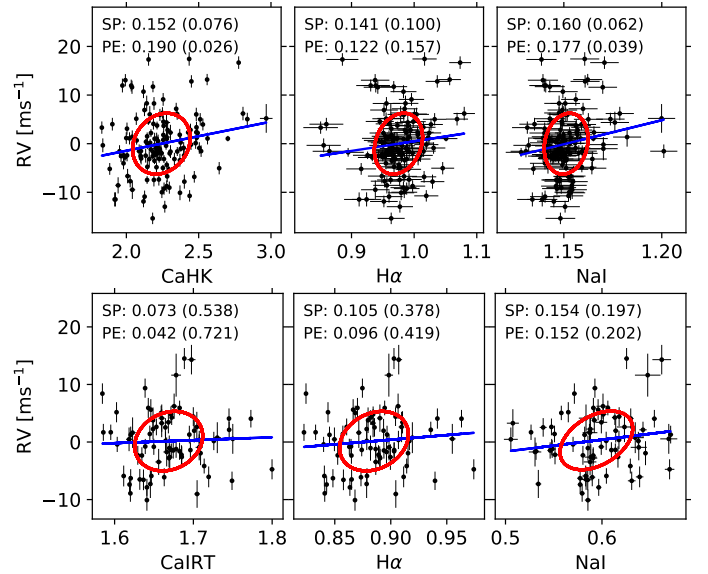 SP: 0.152 (0.076)
PE: 0.190 (0.026)
SP: 0.141 (0.100)
PE: 0.122 (0.157)
SP: 0.160 (0.062)
PE: 0.177 (0.039)
20
10
0
−10
RV [ms⁻¹]
2.0 2.5 3.0
0.9 1.0 1.1
1.15 1.20
CaHK
Hα
NaI
SP: 0.073 (0.538)
PE: 0.042 (0.721)
SP: 0.105 (0.378)
PE: 0.096 (0.419)
SP: 0.154 (0.197)
PE: 0.152 (0.202)
20
10
0
−10
RV [ms⁻¹]
1.6 1.7 1.8
0.85 0.90 0.95
0.5 0.6
CaIRT
Hα
NaI